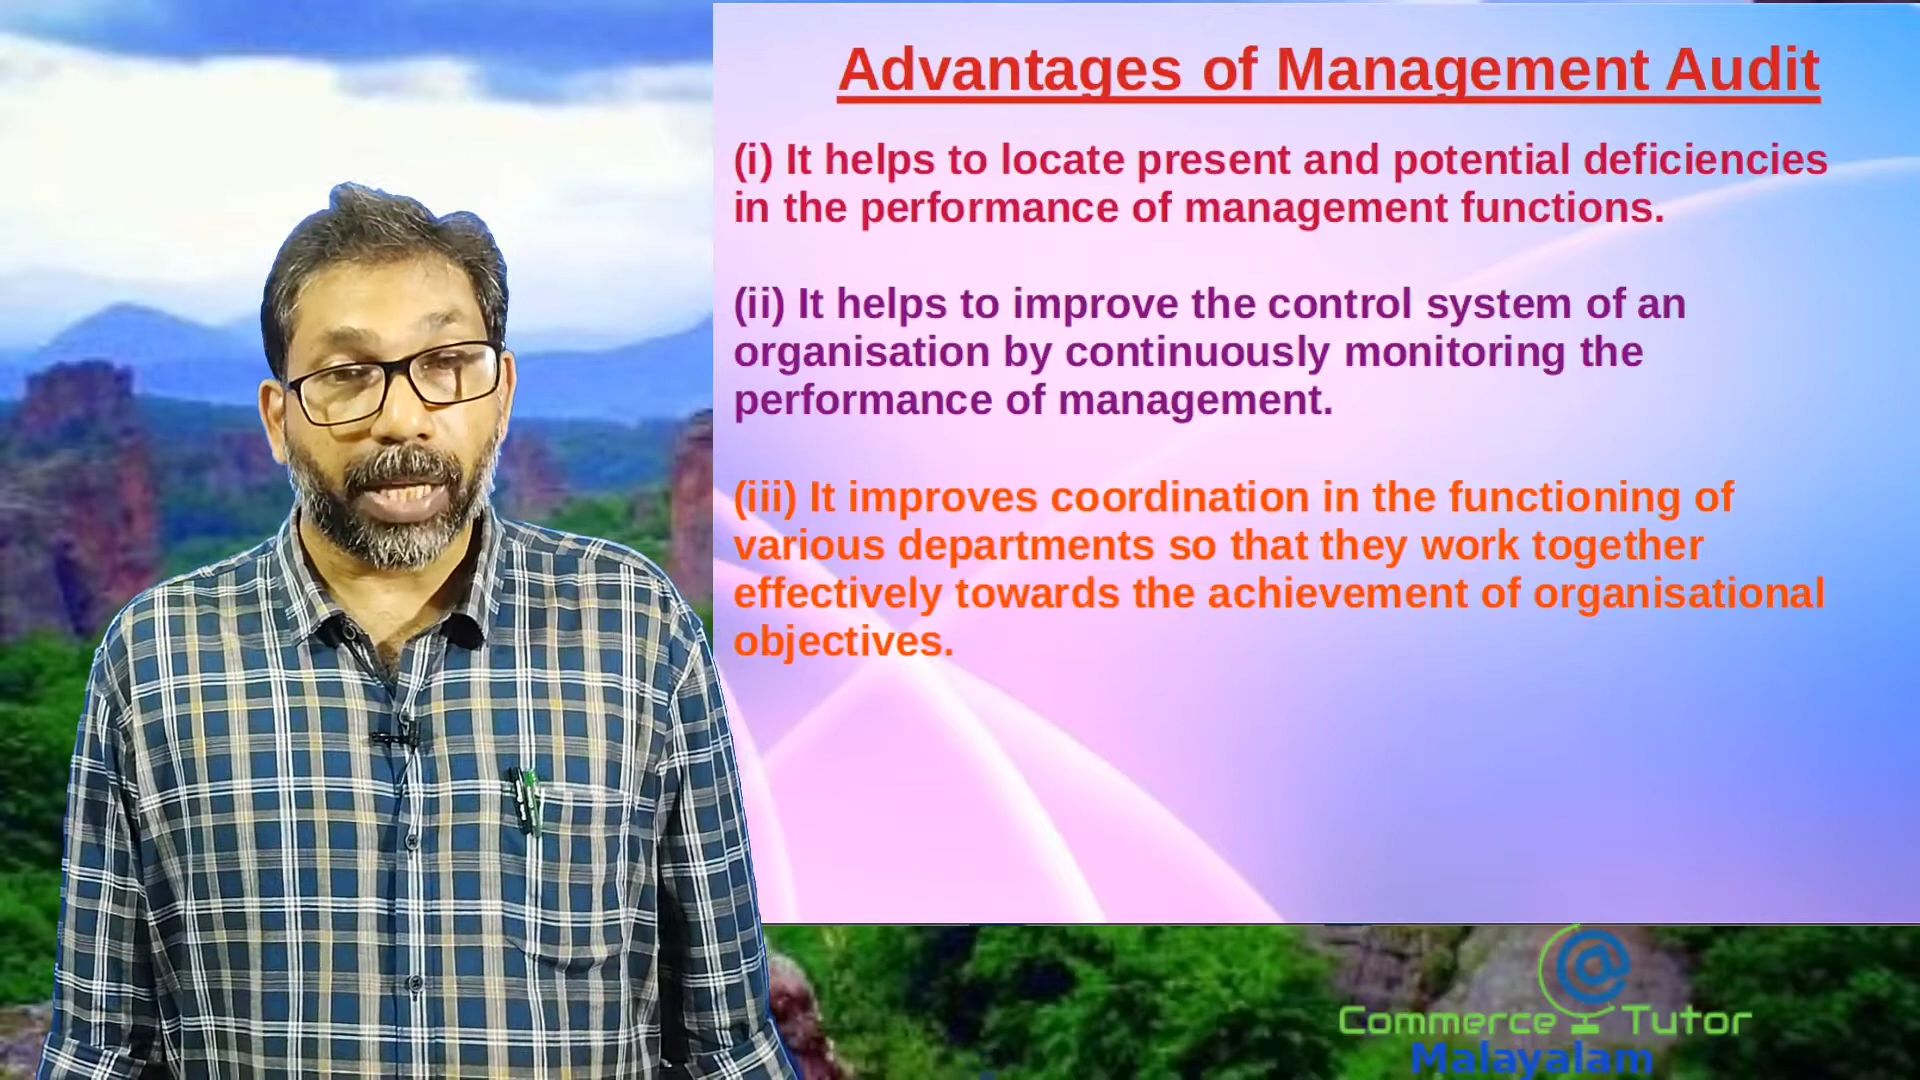 Advantages of Management Audit
(i) It helps to locate present and potential deficiencies
in the performance of management functions.
(ii) It helps to improve the control system of an
organisation by continuously monitoring the
performance of management.
(iii) It improves coordination in the functioning of
various departments so that they work together
effectively towards the achievement of organisational
objectives.
@
Commerce Tutor
Malayalam